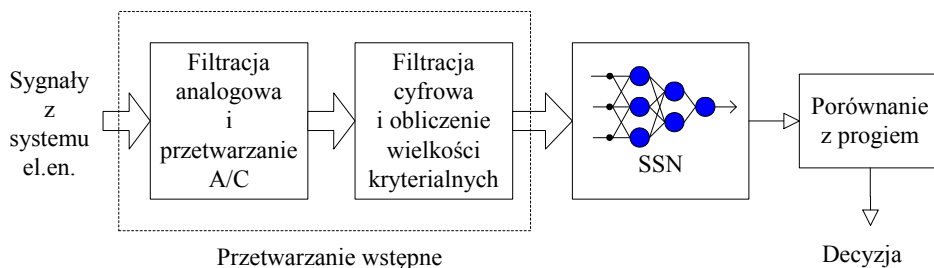 Sygnały
z
systemu
el.en.
Filtracja
analogowa
i
przetwarzanie
A/C
Filtracja
cyfrowa
i obliczenie
wielkości
kryterialnych
SSN
Porównanie
z progiem
Przetwarzanie wstępne
Decyzja